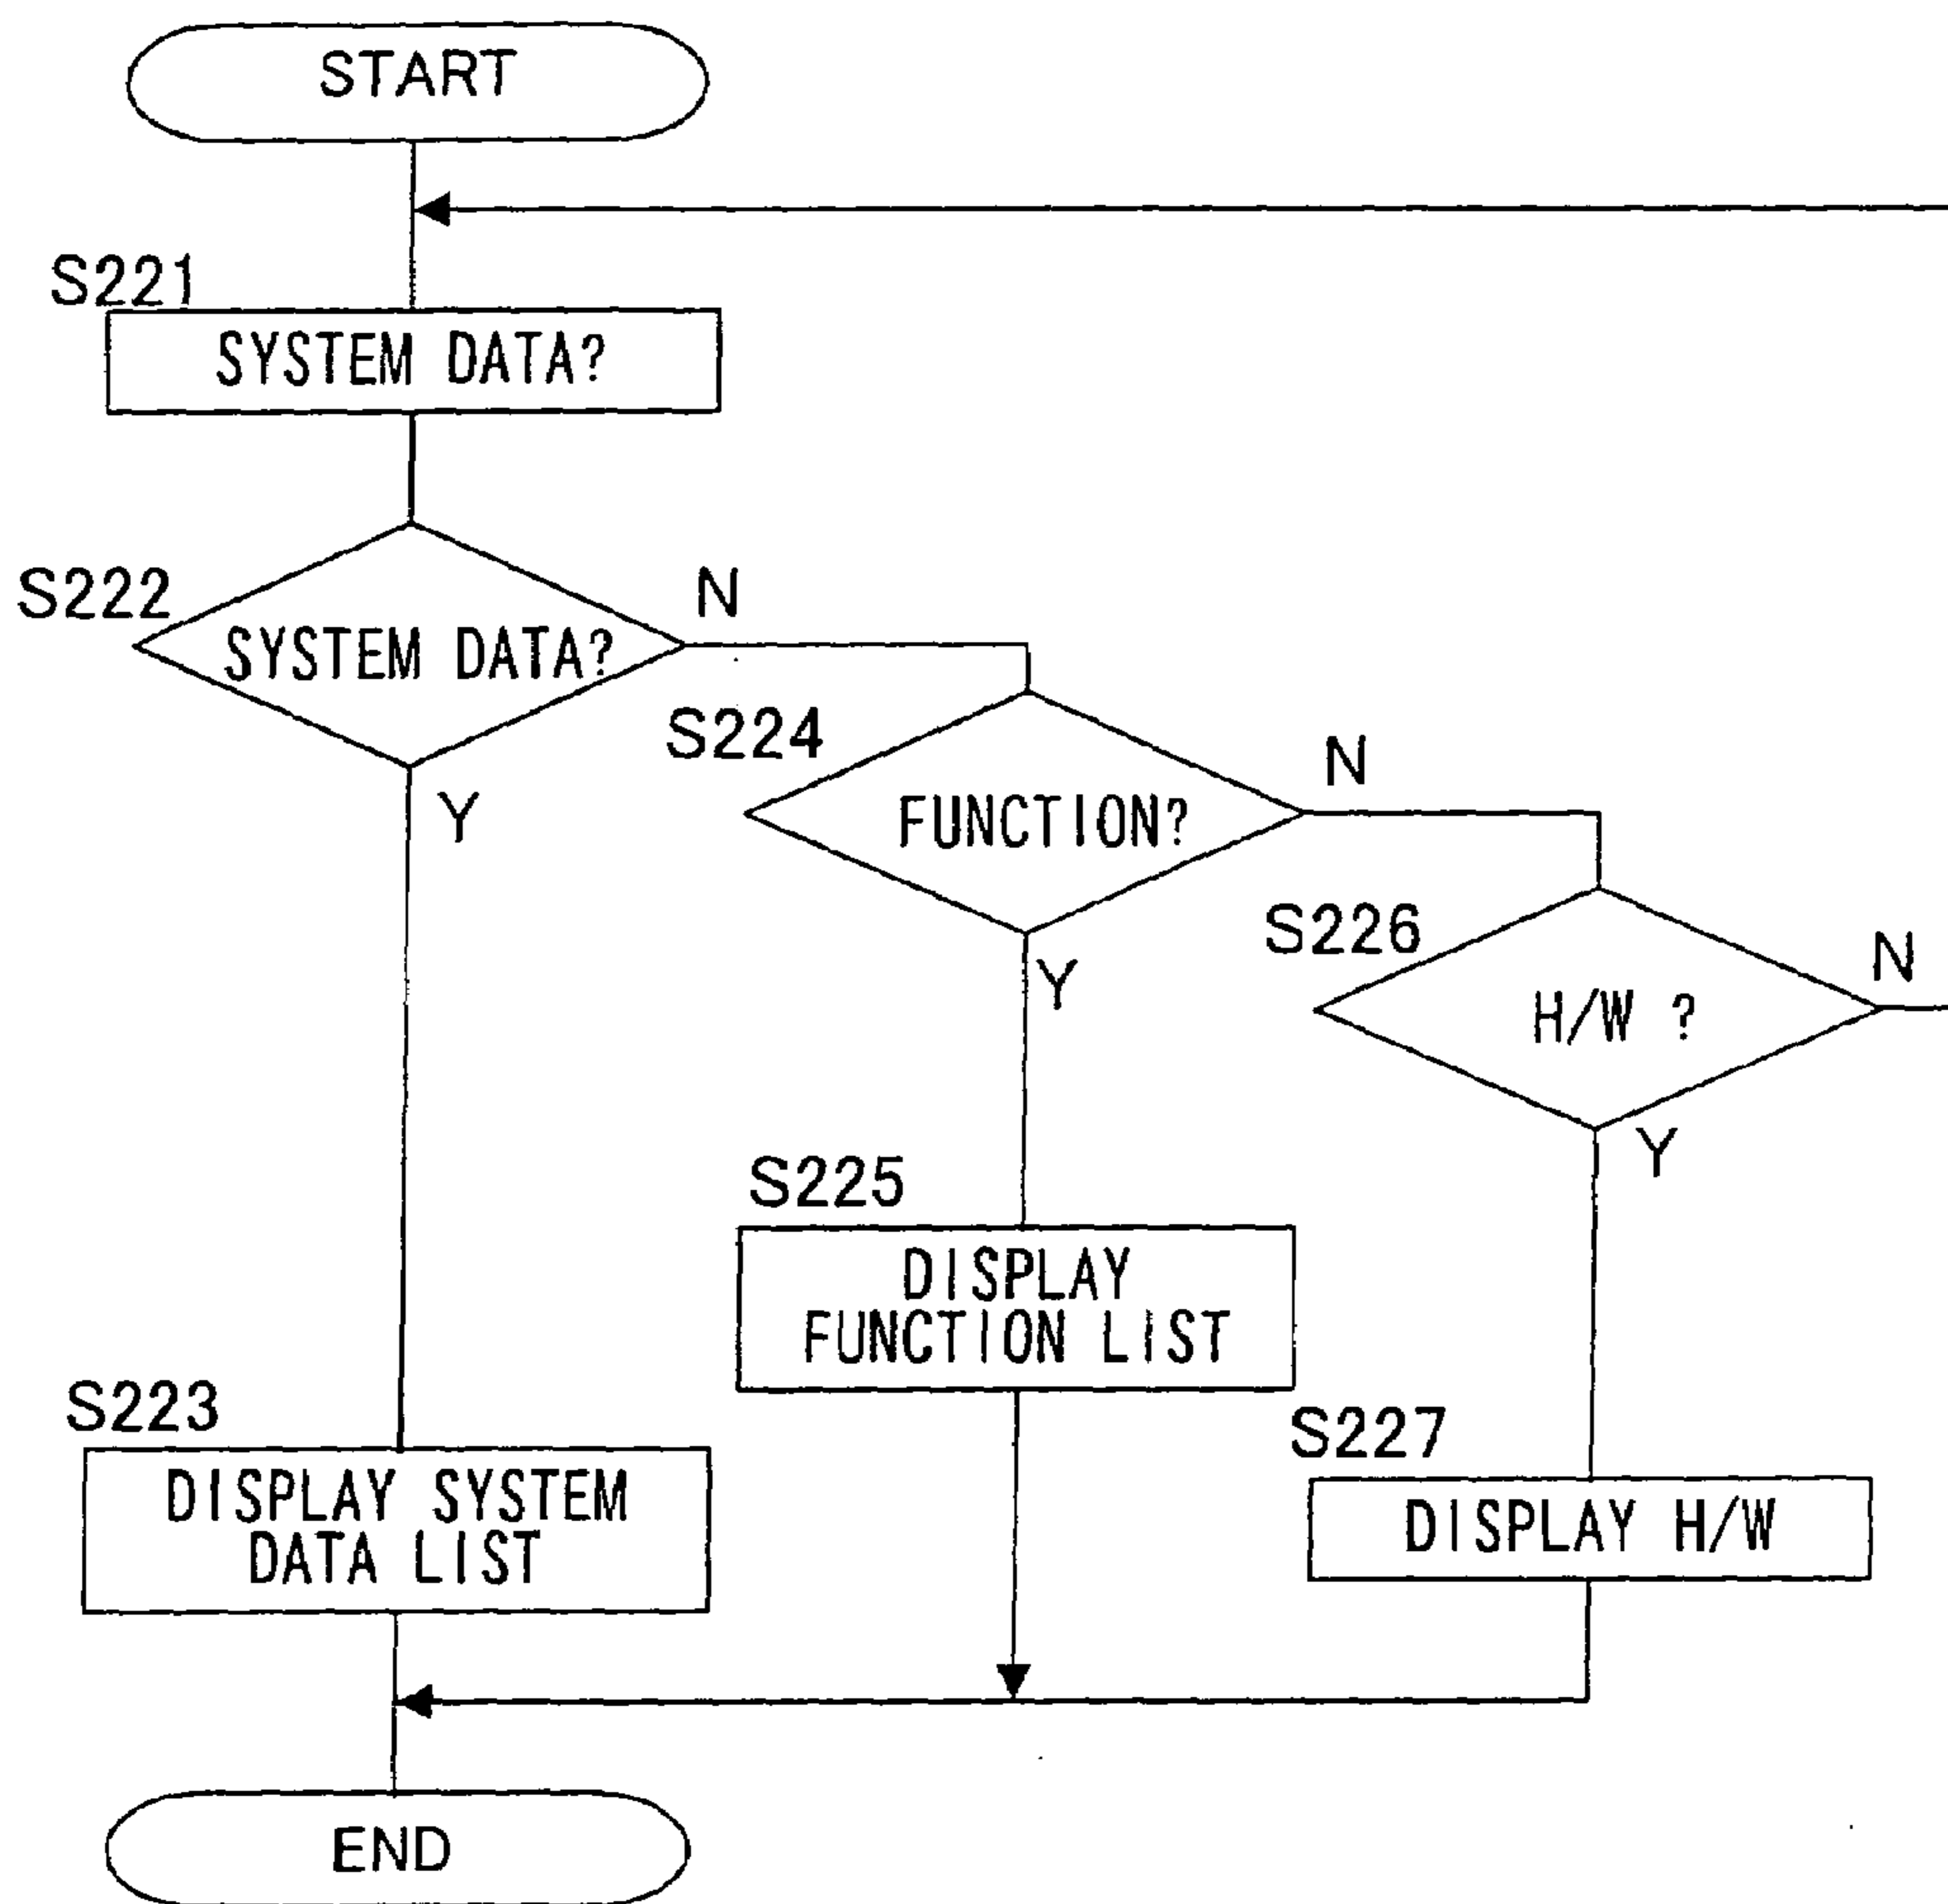 START
S221
SYSTEM DATA?
S222
SYSTEM DATA?
N
Y
S224
FUNCTION?
N
Y
S226
H/W ?
N
Y
S225
DISPLAY
FUNCTION LIST
S223
DISPLAY SYSTEM
DATA LIST
S227
DISPLAY H/W
END